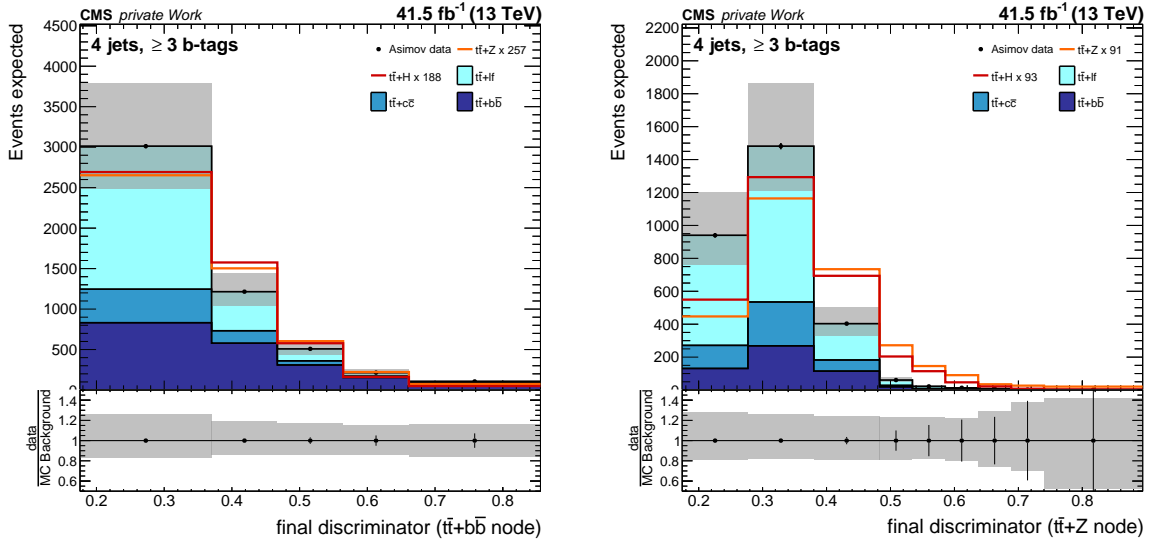 CMS private Work 41.5 fb⁻¹ (13 TeV)
4 jets, ≥ 3 b-tags
Asimov data
tt̄+Z x 257
tt̄+H x 188
tt̄+lf
tt̄+cc̄
tt̄+bb̄
Events expected
4500
4000
3500
3000
2500
2000
1500
1000
500
0
data
MC Background
1.4
1.2
1
0.8
0.6
0.2 0.3 0.4 0.5 0.6 0.7 0.8
final discriminator (tt̄+bb̄ node)
CMS private Work 41.5 fb⁻¹ (13 TeV)
4 jets, ≥ 3 b-tags
Asimov data
tt̄+Z x 91
tt̄+H x 93
tt̄+lf
tt̄+cc̄
tt̄+bb̄
Events expected
2200
2000
1800
1600
1400
1200
1000
800
600
400
200
0
data
MC Background
1.4
1.2
1
0.8
0.6
0.2 0.3 0.4 0.5 0.6 0.7 0.8
final discriminator (tt̄+Z node)